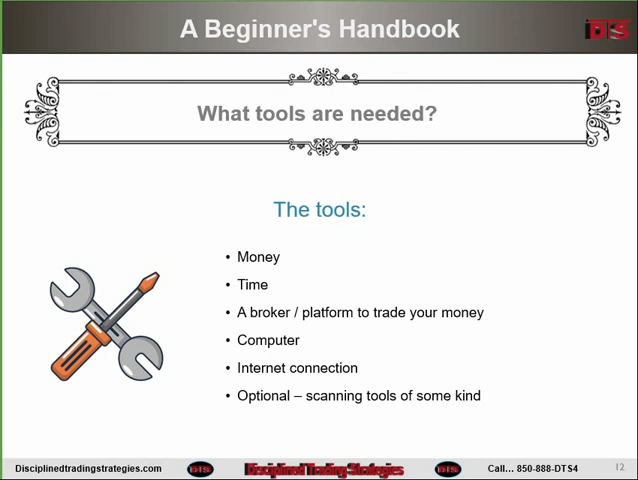 A Beginner's Handbook
DTS
What tools are needed?
The tools:
• Money
• Time
• A broker / platform to trade your money
• Computer
• Internet connection
• Optional – scanning tools of some kind
Disciplinedtradingstrategies.com
DTS
Disciplined Trading Strategies
DTS
Call... 850-888-DTS4
12